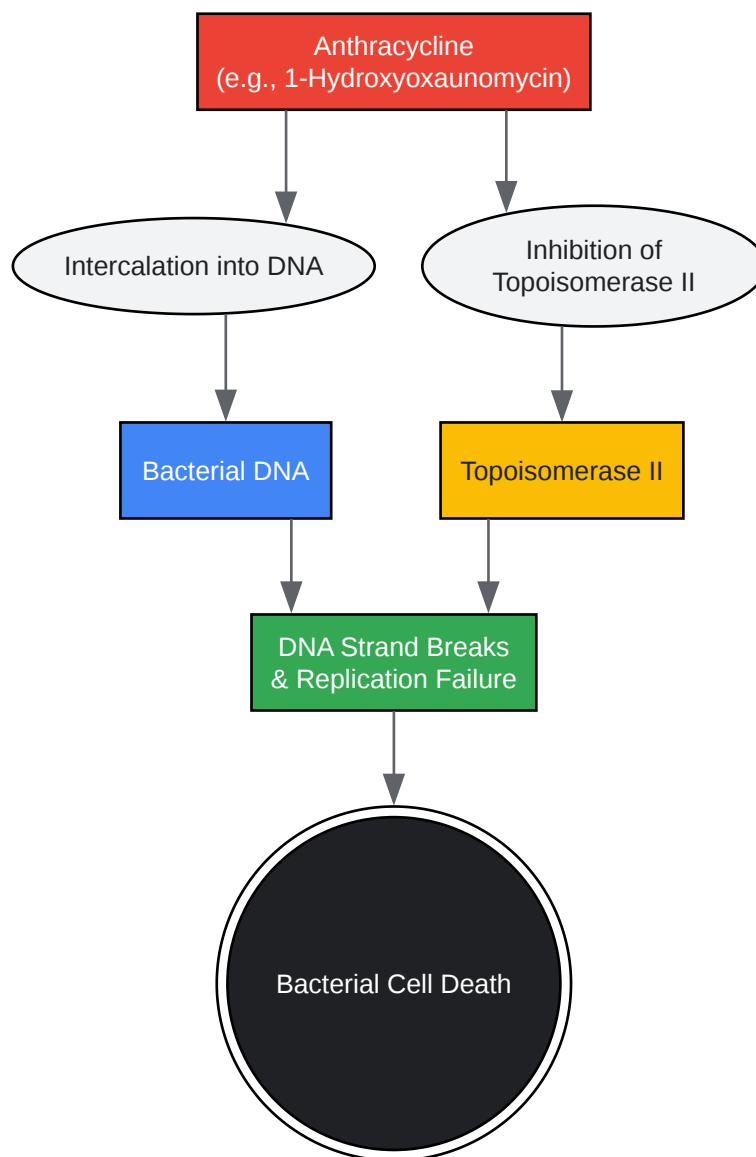 Anthracycline
(e.g., 1-Hydroxyoxaunomycin)
Intercalation into DNA
Inhibition of
Topoisomerase II
Bacterial DNA
Topoisomerase II
DNA Strand Breaks
& Replication Failure
Bacterial Cell Death